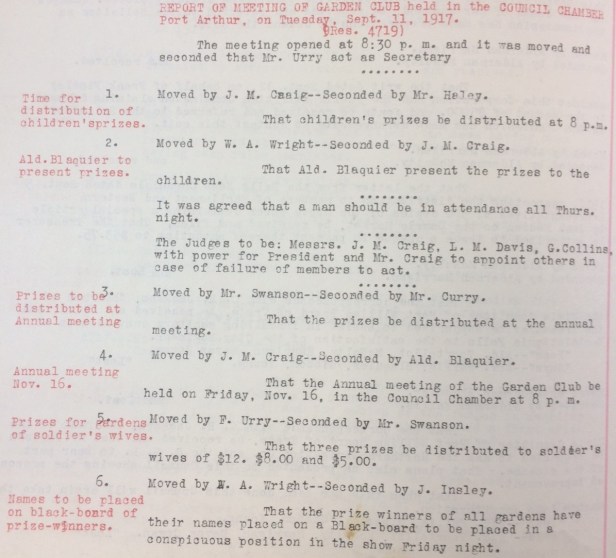 REPORT OF MEETING OF GARDEN CLUB held in the COUNCIL CHAMBER
Port Arthur, on Tuesday, Sept. 11, 1917.
(Res. 4719)
The meeting opened at 8:30 p. m. and it was moved and
seconded that Mr. Urry act as Secretary
........
Time for
distribution of
children'sprizes.
1. Moved by J. M. Craig--Seconded by Mr. Haley.
That children's prizes be distributed at 8 p.m.
Ald. Blaquier to
present prizes.
2. Moved by W. A. Wright--Seconded by J. M. Craig.
That Ald. Blaquier present the prizes to the
children.
........
It was agreed that a man should be in attendance all Thurs.
night.
........
The Judges to be: Messrs. J. M. Craig, L. M. Davis, G.Collins,
with power for President and Mr. Craig to appoint others in
case of failure of members to act.
........
Prizes to be
distributed at
Annual meeting
3. Moved by Mr. Swanson--Seconded by Mr. Curry.
That the prizes be distributed at the annual
meeting.
Annual meeting
Nov. 16.
4. Moved by J. M. Craig--Seconded by Ald. Blaquier.
That the Annual meeting of the Garden Club be
held on Friday, Nov. 16, in the Council Chamber at 8 p. m.
Prizes for gardens
of soldier's wives.
5. Moved by F. Urry--Seconded by Mr. Swanson.
That three prizes be distributed to soldier's
wives of $12. $8.00 and $5.00.
Names to be placed
on black-board of
prize-winners.
6. Moved by W. A. Wright--Seconded by J. Insley.
That the prize winners of all gardens have
their names placed on a Black-board to be placed in a
conspicuous position in the show Friday night.